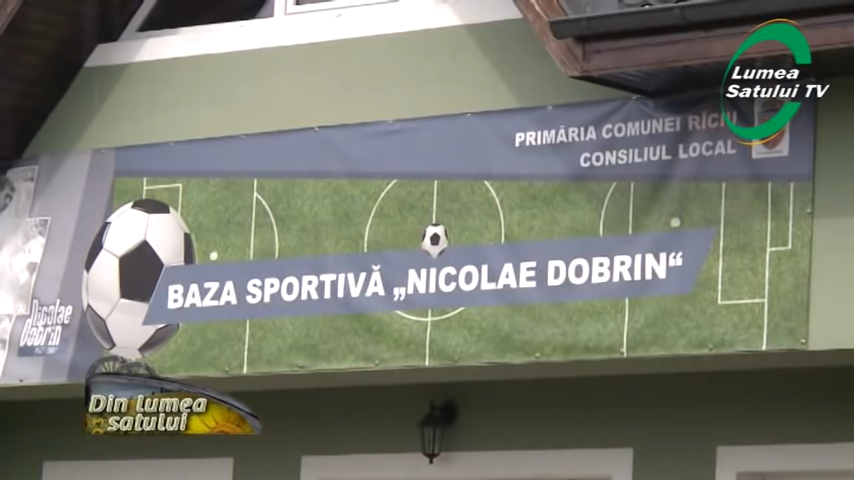 Lumea
Satului TV
PRIMĂRIA COMUNEI RÎCIU
CONSILIUL LOCAL
BAZA SPORTIVĂ „NICOLAE DOBRIN“
Nicolae
Dobrin
Din lumea
satului